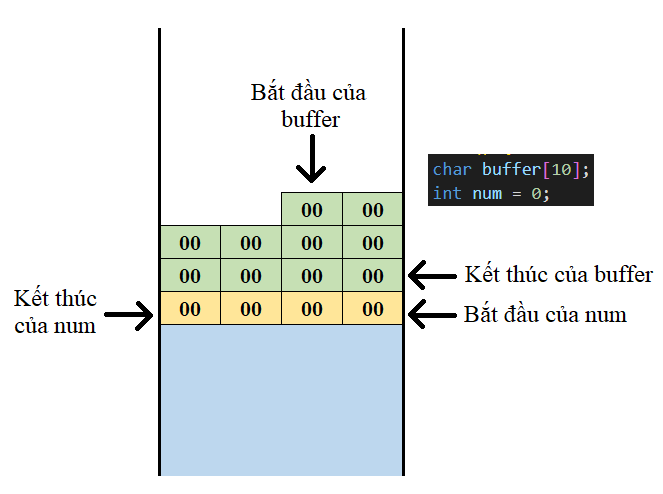 Bắt đầu của
buffer
char buffer[10];
int num = 0;
00 00
00 00 00 00
00 00 00 00
Kết thúc của buffer
Kết thúc
của num
00 00 00 00
Bắt đầu của num